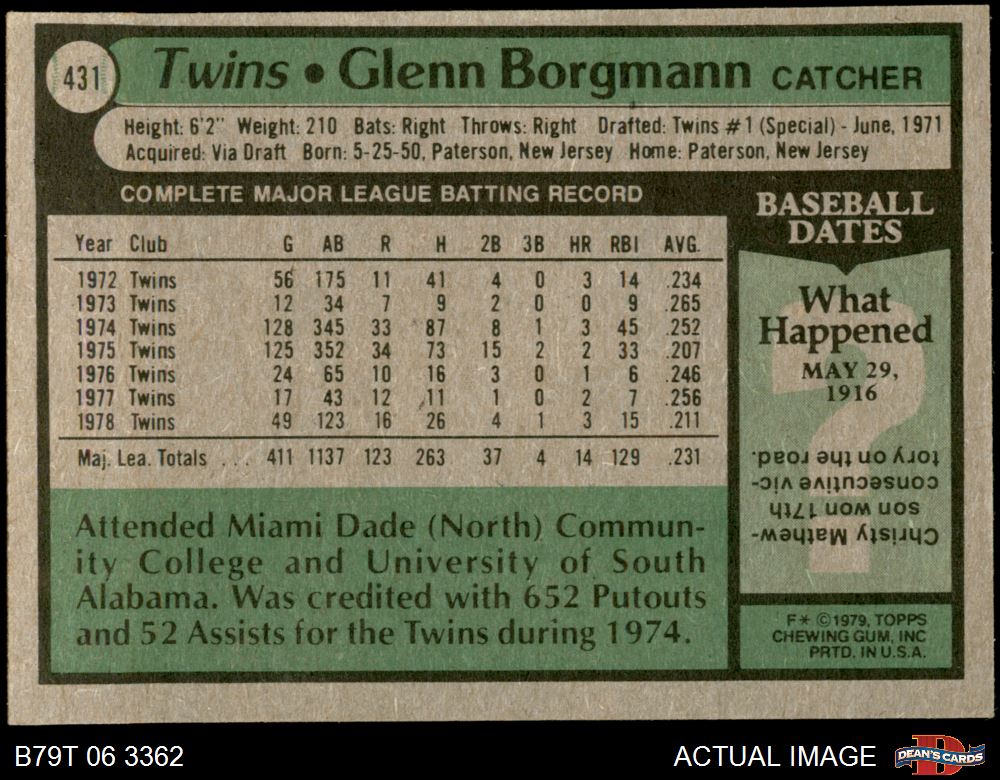 431
Twins • Glenn Borgmann CATCHER
Height: 6'2" Weight: 210 Bats: Right Throws: Right Drafted: Twins #1 (Special) - June, 1971
Acquired: Via Draft Born: 5-25-50, Paterson, New Jersey Home: Paterson, New Jersey
COMPLETE MAJOR LEAGUE BATTING RECORD
Year Club G AB R H 2B 3B HR RBI AVG.
1972 Twins 56 175 11 41 4 0 3 14 .234
1973 Twins 12 34 7 9 2 0 0 9 .265
1974 Twins 128 345 33 87 8 1 3 45 .252
1975 Twins 125 352 34 73 15 2 2 33 .207
1976 Twins 24 65 10 16 3 0 1 6 .246
1977 Twins 17 43 12 11 1 0 2 7 .256
1978 Twins 49 123 16 26 4 1 3 15 .211
Maj. Lea. Totals ... 411 1137 123 263 37 4 14 129 .231
Attended Miami Dade (North) Commun-
ity College and University of South
Alabama. Was credited with 652 Putouts
and 52 Assists for the Twins during 1974.
BASEBALL
DATES
What
Happened
MAY 29,
1916
Christy Mathew-
son won 17th
consecutive vic-
tory on the road.
F* ©1979, TOPPS
CHEWING GUM, INC
PRTD. IN U.S.A.
B79T 06 3362
ACTUAL IMAGE
DEAN'S CARDS